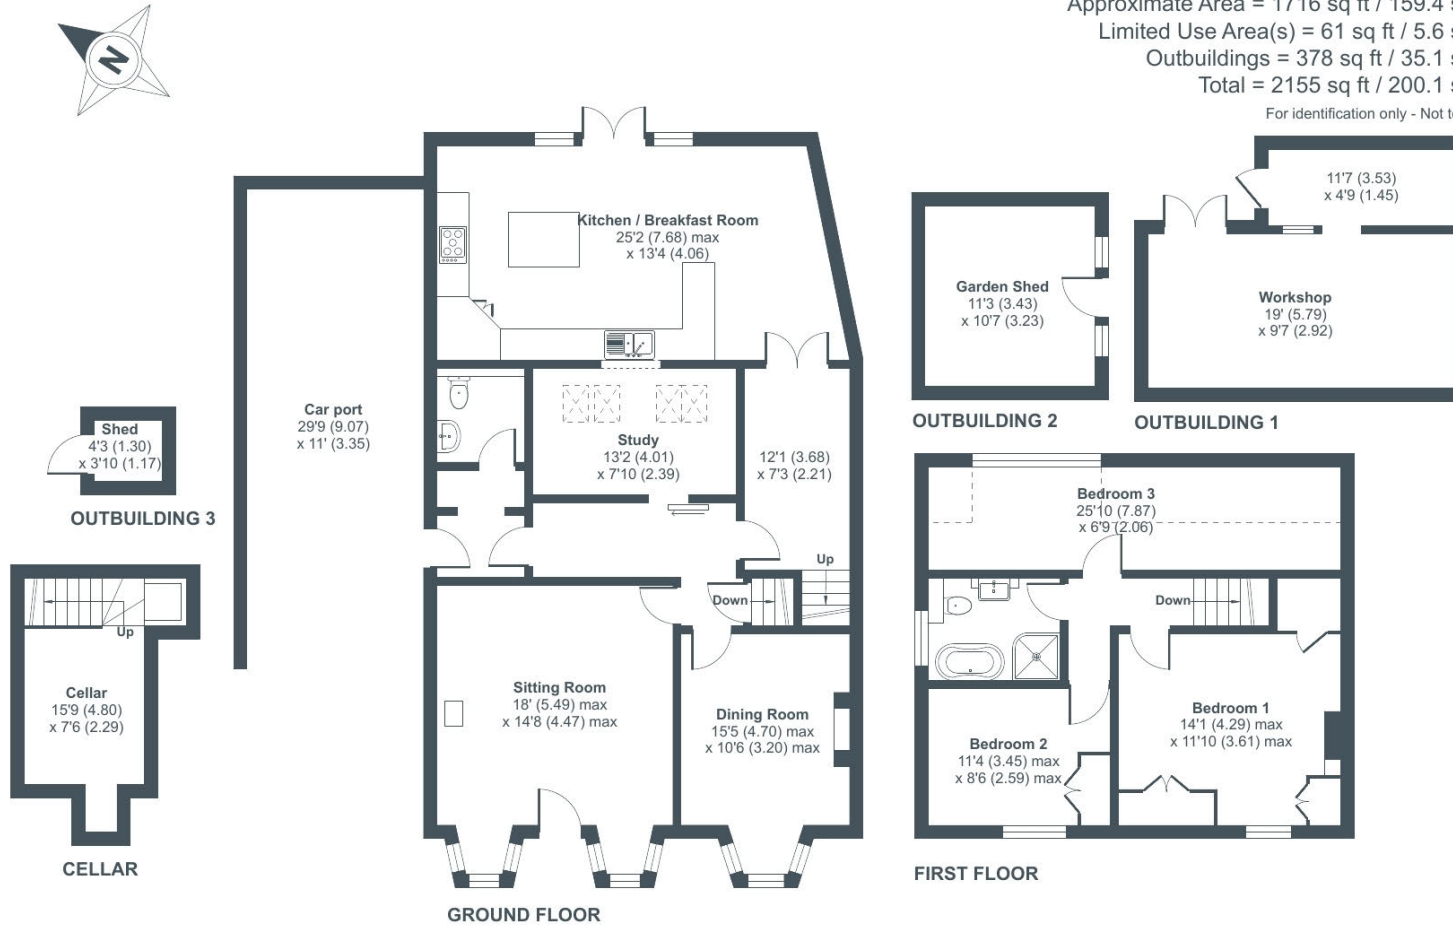 N
Approximate Area = 1716 sq ft / 159.4 s
Limited Use Area(s) = 61 sq ft / 5.6 s
Outbuildings = 378 sq ft / 35.1 s
Total = 2155 sq ft / 200.1 s
For identification only - Not t
Kitchen / Breakfast Room
25'2 (7.68) max
x 13'4 (4.06)
11'7 (3.53)
x 4'9 (1.45)
Garden Shed
11'3 (3.43)
x 10'7 (3.23)
Workshop
19' (5.79)
x 9'7 (2.92)
OUTBUILDING 2
OUTBUILDING 1
Car port
29'9 (9.07)
x 11' (3.35)
Shed
4'3 (1.30)
x 3'10 (1.17)
OUTBUILDING 3
Study
13'2 (4.01)
x 7'10 (2.39)
12'1 (3.68)
x 7'3 (2.21)
Up
Down
Bedroom 3
25'10 (7.87)
x 6'9 (2.06)
Down
Up
Cellar
15'9 (4.80)
x 7'6 (2.29)
CELLAR
Sitting Room
18' (5.49) max
x 14'8 (4.47) max
Dining Room
15'5 (4.70) max
x 10'6 (3.20) max
Bedroom 1
14'1 (4.29) max
x 11'10 (3.61) max
Bedroom 2
11'4 (3.45) max
x 8'6 (2.59) max
GROUND FLOOR
FIRST FLOOR